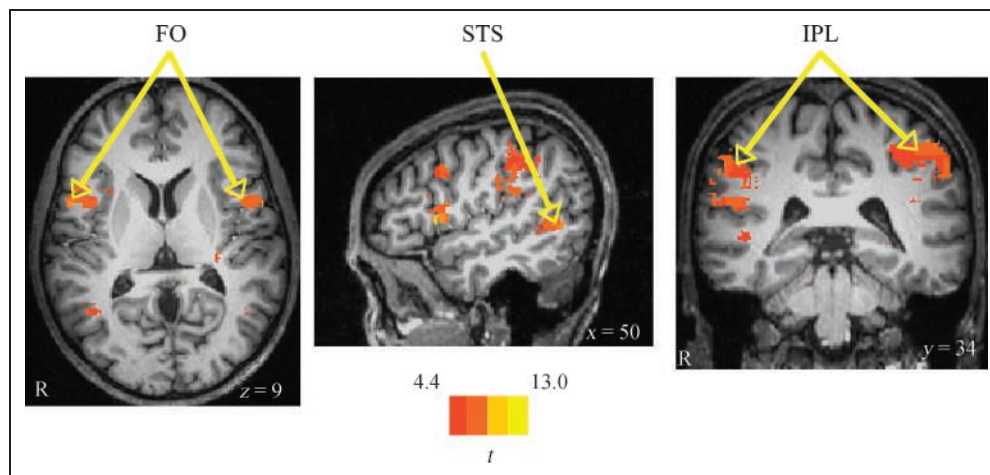 FO
STS
IPL
R
z = 9
x = 50
R
y = 34
4.4 13.0
t